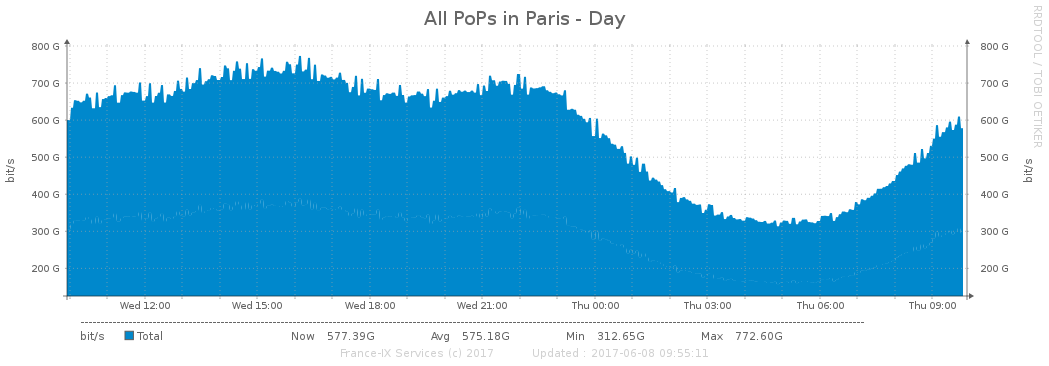 All PoPs in Paris - Day
RRDTOOL / TOBI OETIKER
bit/s
800 G
700 G
600 G
500 G
400 G
300 G
200 G
800 G
700 G
600 G
500 G
400 G
300 G
200 G
bit/s
Wed 12:00 Wed 15:00 Wed 18:00 Wed 21:00 Thu 00:00 Thu 03:00 Thu 06:00 Thu 09:00
bit/s Total Now 577.39G Avg 575.18G Min 312.65G Max 772.60G
France-IX Services (c) 2017 Updated : 2017-06-08 09:55:11